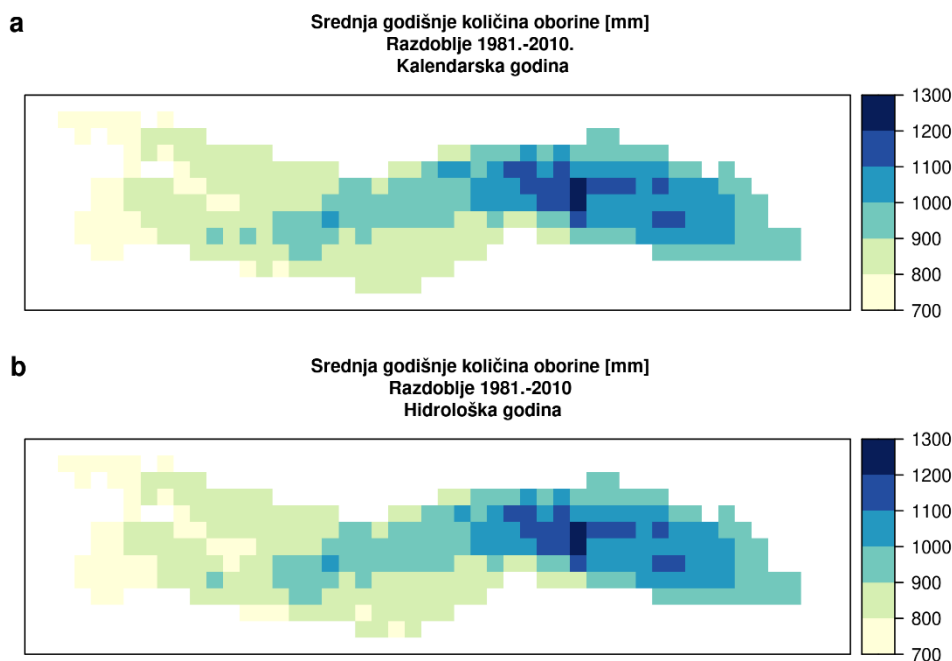 a
Srednja godišnje količina oborine [mm]
Razdoblje 1981.-2010.
Kalendarska godina
1300
1200
1100
1000
900
800
700
b
Srednja godišnje količina oborine [mm]
Razdoblje 1981.-2010
Hidrološka godina
1300
1200
1100
1000
900
800
700